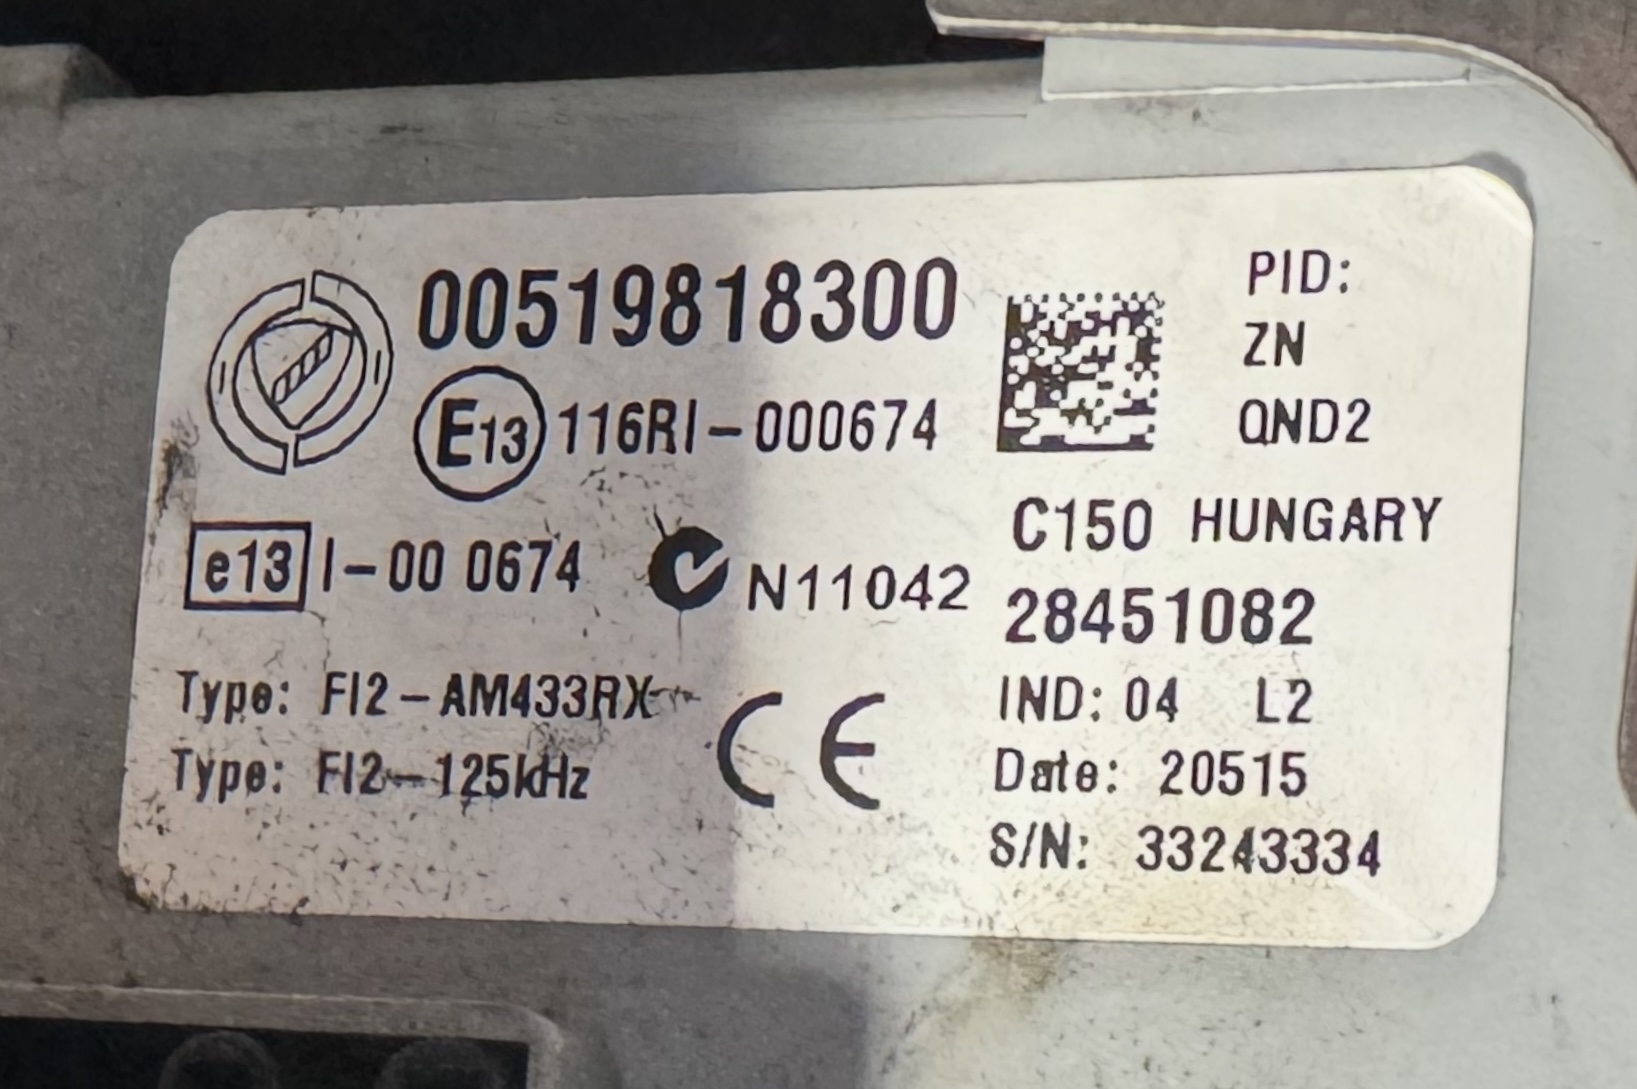 00519818300
E13 116RI-000674
e13 I-00 0674 N11042
Type: FI2-AM433RX
Type: FI2-125kHz
CE
PID:
ZN
QND2
C150 HUNGARY
28451082
IND: 04 L2
Date: 20515
S/N: 33243334